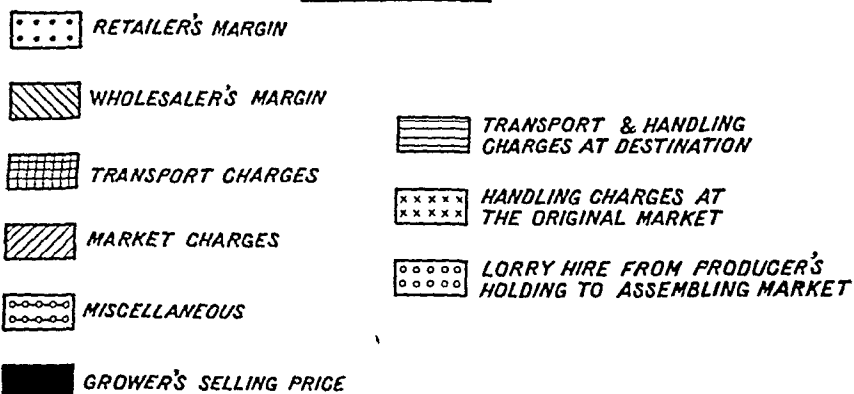 RETAILER'S MARGIN
WHOLESALER'S MARGIN
TRANSPORT CHARGES
MARKET CHARGES
MISCELLANEOUS
GROWER'S SELLING PRICE
TRANSPORT & HANDLING
CHARGES AT DESTINATION
HANDLING CHARGES AT
THE ORIGINAL MARKET
LORRY HIRE FROM PRODUCER'S
HOLDING TO ASSEMBLING MARKET